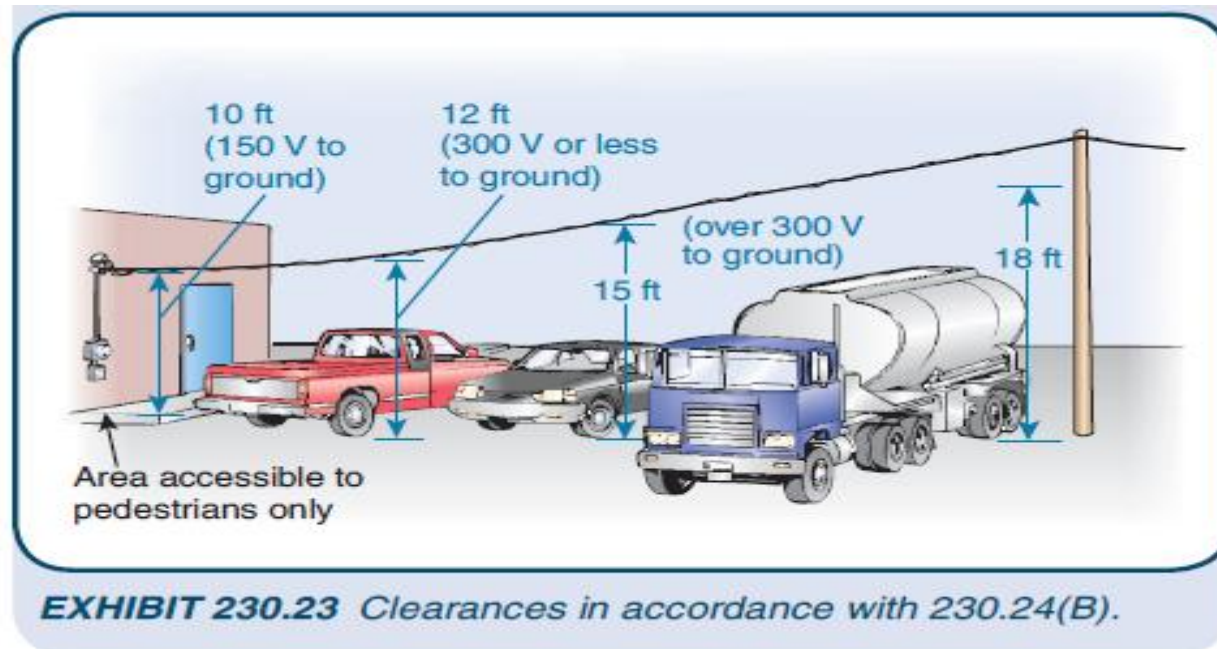 10 ft
(150 V to
ground)
12 ft
(300 V or less
to ground)
(over 300 V
to ground)
15 ft
18 ft
Area accessible to
pedestrians only
EXHIBIT 230.23 Clearances in accordance with 230.24(B).